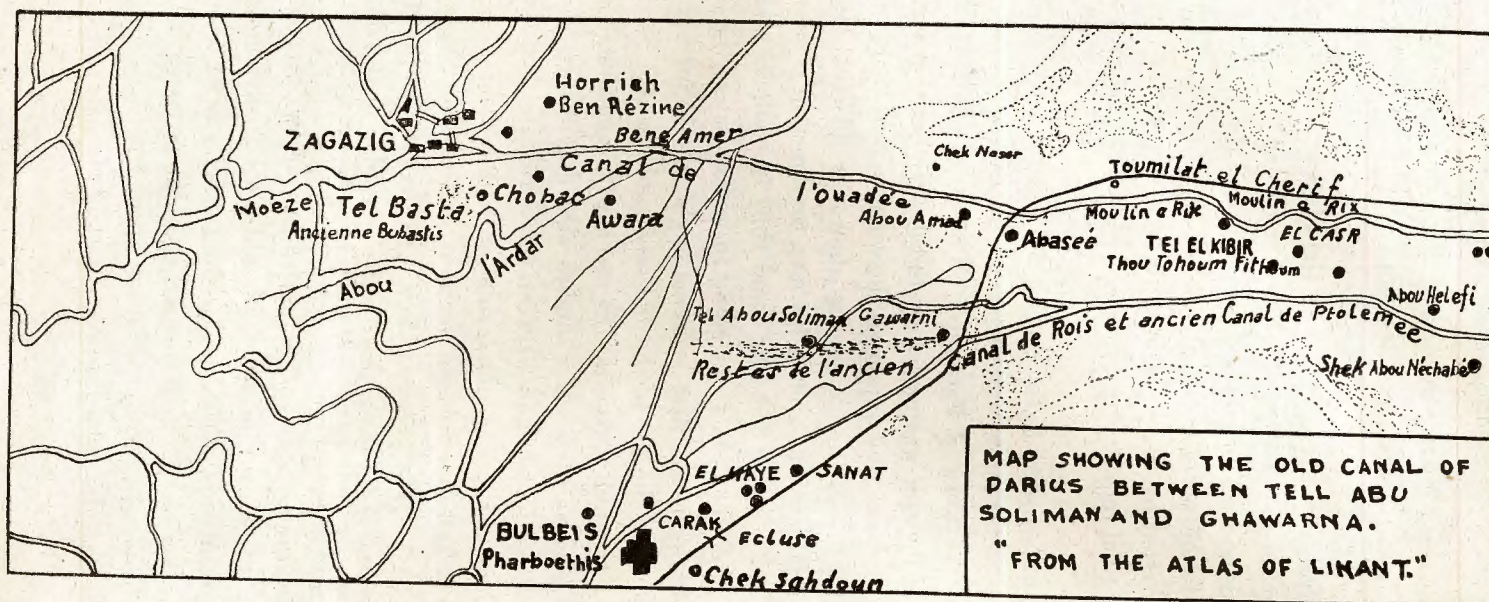 Horrich
Ben Rézine
ZAGAZIG
Bene Amer
Canal de
l'Ouadée
Chek Naser
Toumilat el Cherif
Moeze
Tel Basta
Ancienne Bubastis
Chobac
Awara
Abou Amed
Abaseé
Moulin a Rix
Moulin a Rix
TEl EL KIBIR
EL CASR
Thou Tohoum Fithoum
Abou
l'Ardar
Tel Abou Soliman
Gawarni
Restes de l'ancien
Canal de Rois et ancien Canal de Ptolemée
Abou Helefi
Shek Abou Néchabé
EL HAYE
SANAT
BULBEIS
Pharboethis
CARAK
Ecluse
Chek Sahdoun
MAP SHOWING THE OLD CANAL OF
DARIUS BETWEEN TELL ABU
SOLIMAN AND GHAWARNA.
"FROM THE ATLAS OF LINANT."